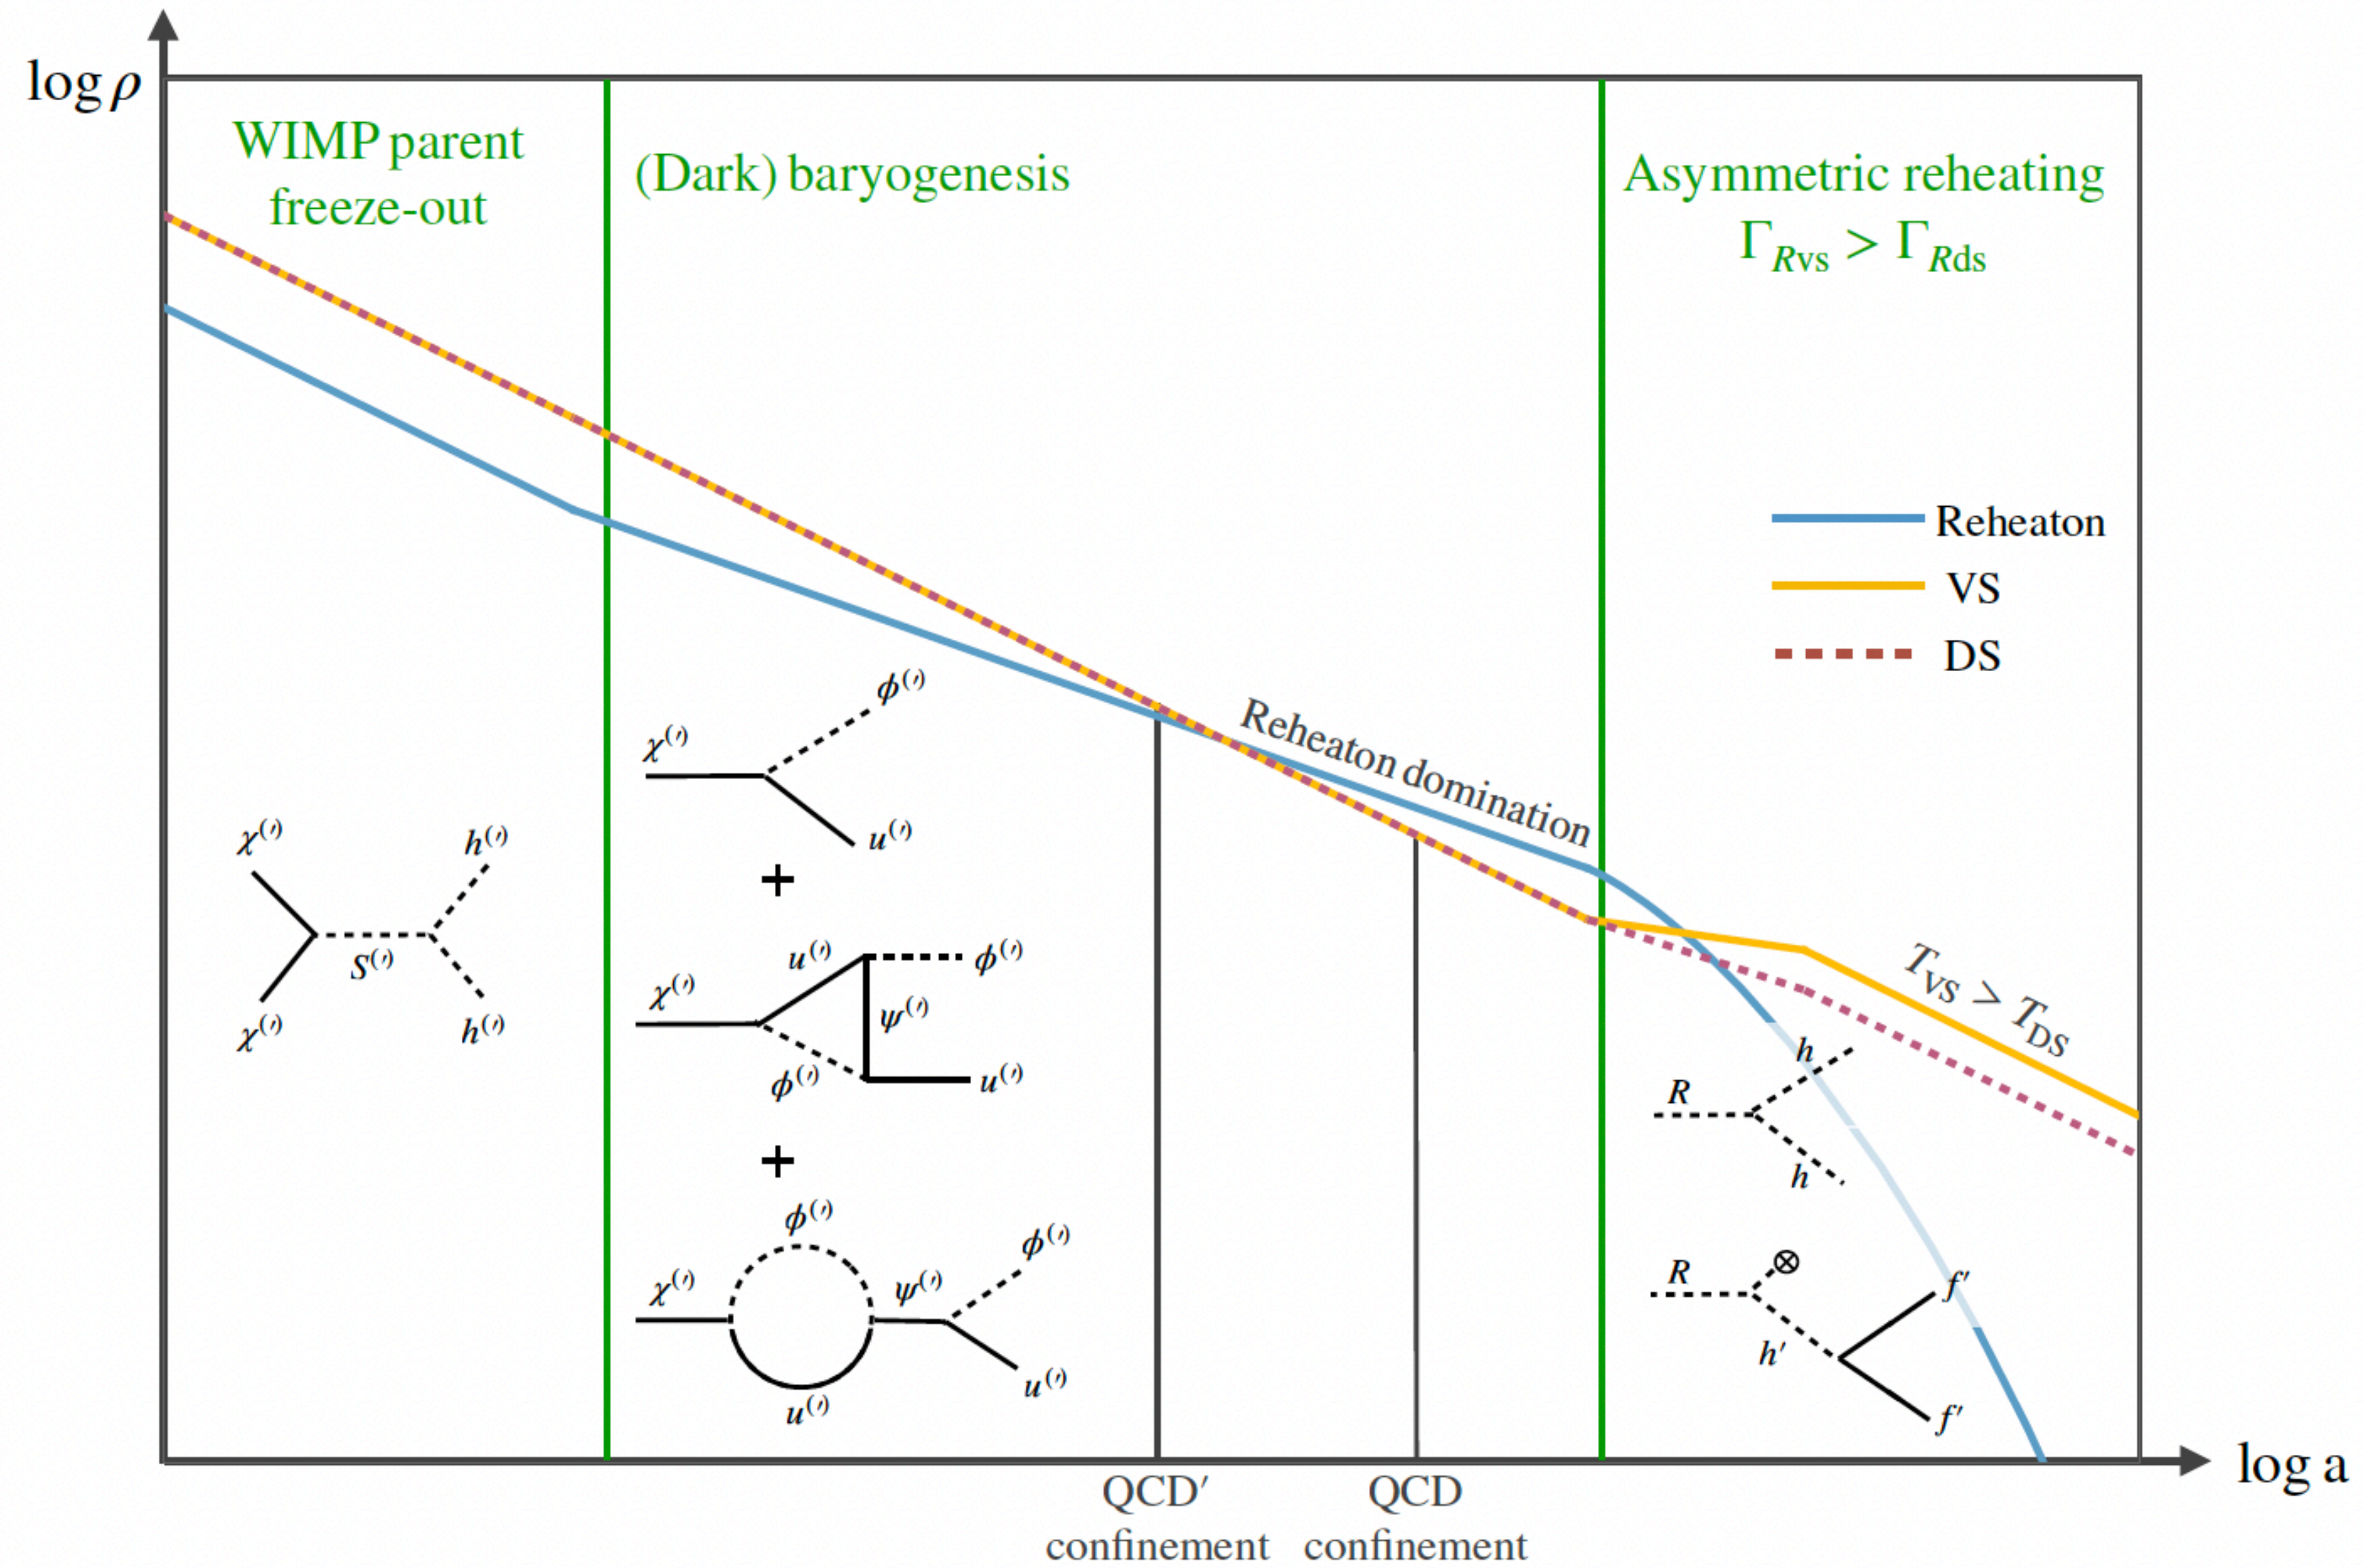 log ρ
WIMP parent
freeze-out
(Dark) baryogenesis
Asymmetric reheating
Γ_Rvs > Γ_Rds
Reheaton
VS
DS
Reheaton domination
T_VS > T_DS
χ⁽′⁾
h⁽′⁾
S⁽′⁾
χ⁽′⁾
h⁽′⁾
ϕ⁽′⁾
χ⁽′⁾
u⁽′⁾
+
u⁽′⁾
ϕ⁽′⁾
χ⁽′⁾
ψ⁽′⁾
ϕ⁽′⁾
u⁽′⁾
+
ϕ⁽′⁾
χ⁽′⁾
ψ⁽′⁾
ϕ⁽′⁾
u⁽′⁾
u⁽′⁾
h
R
h
R
f′
h′
f′
log a
QCD′
confinement
QCD
confinement